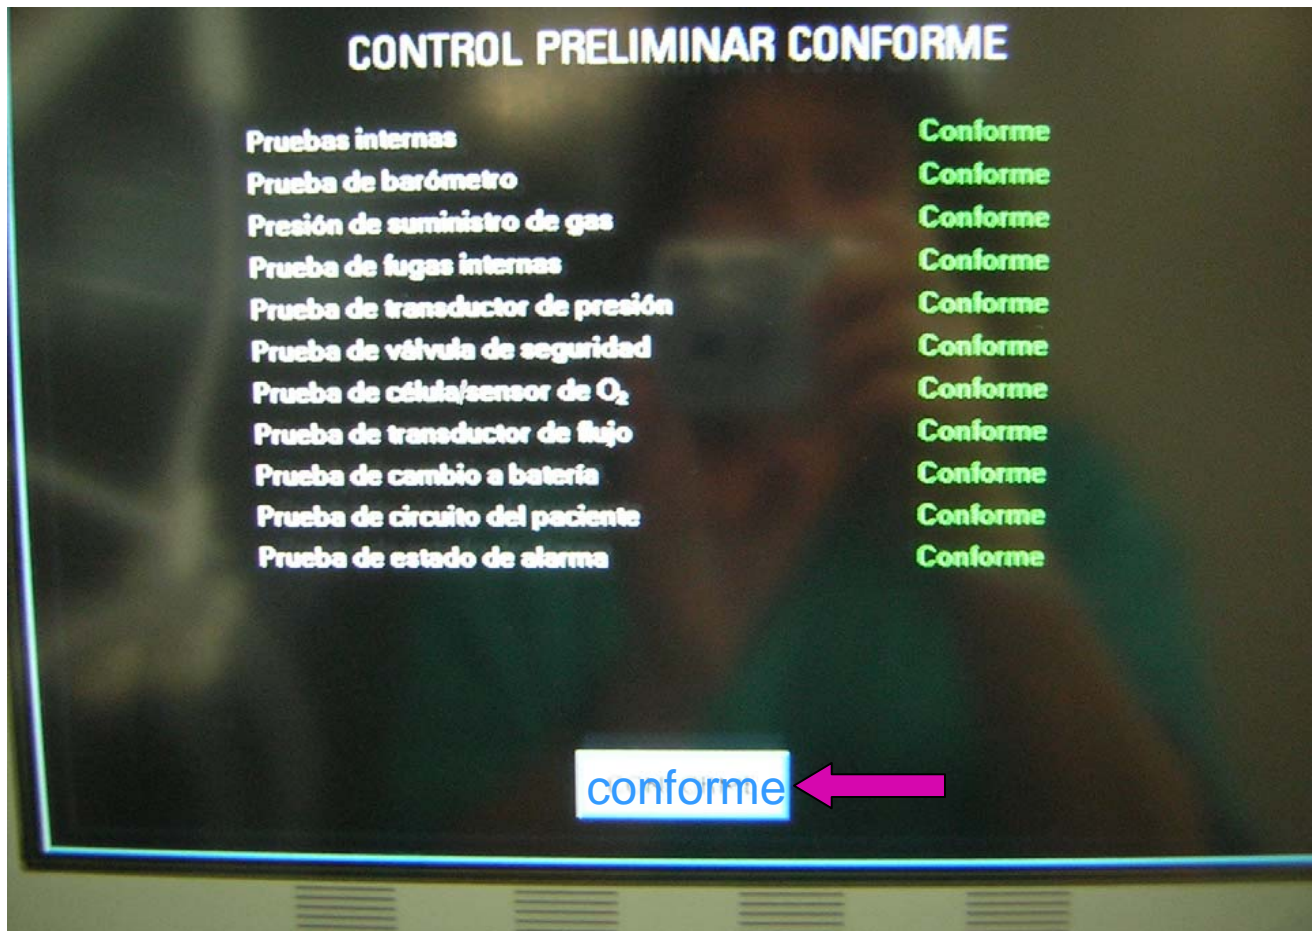 CONTROL PRELIMINAR CONFORME
Pruebas internas Conforme
Prueba de barómetro Conforme
Presión de suministro de gas Conforme
Prueba de fugas internas Conforme
Prueba de transductor de presión Conforme
Prueba de válvula de seguridad Conforme
Prueba de célula/sensor de O₂ Conforme
Prueba de transductor de flujo Conforme
Prueba de cambio a batería Conforme
Prueba de circuito del paciente Conforme
Prueba de estado de alarma Conforme
conforme